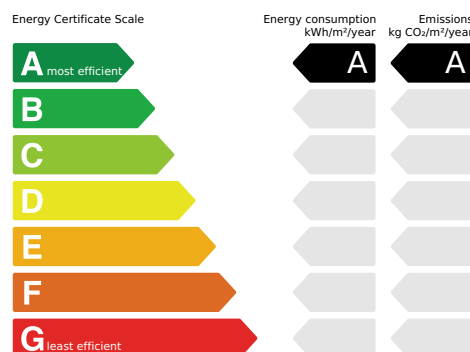 Energy Certificate Scale
Energy consumption
kWh/m²/year
Emissions
kg CO₂/m²/year
A most efficient
A
A
B
C
D
E
F
G least efficient